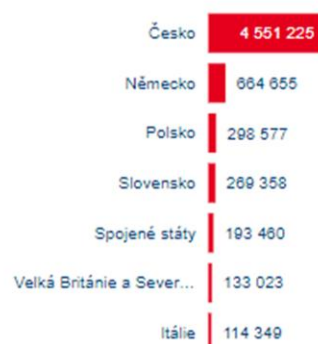 Česko 4 551 225
Německo 664 655
Polsko 298 577
Slovensko 269 358
Spojené státy 193 460
Velká Británie a Sever... 133 023
Itálie 114 349